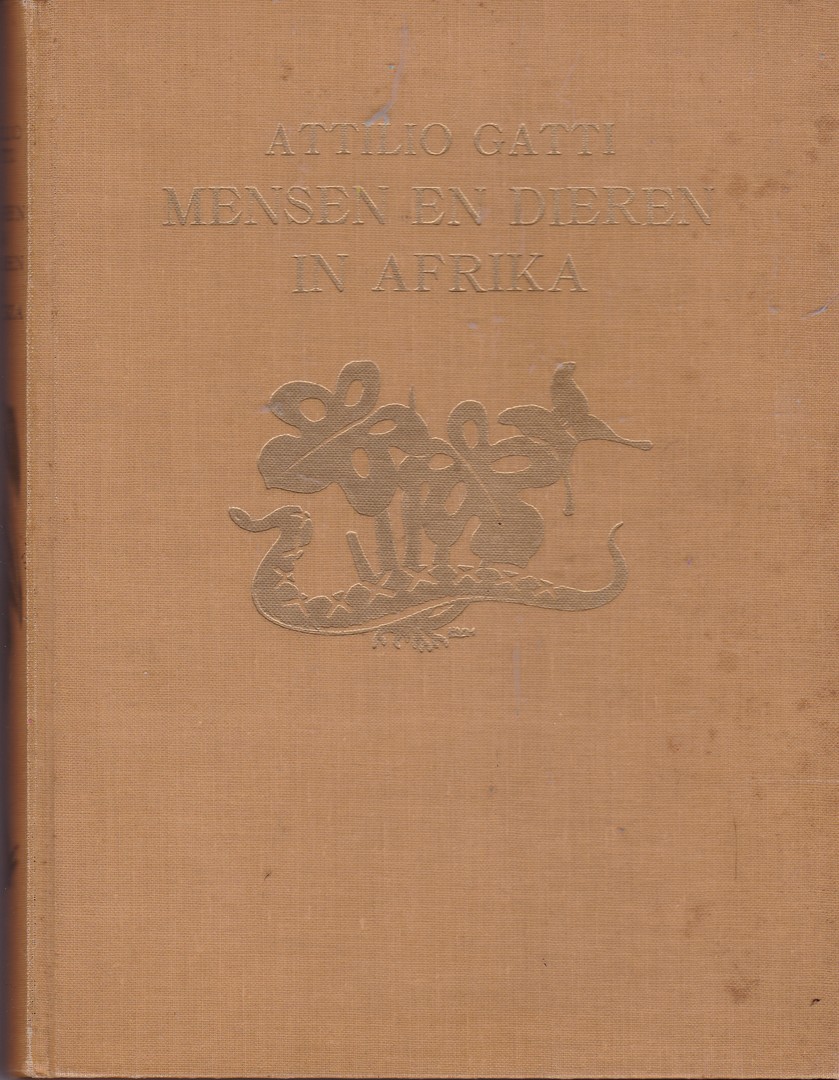 ATTILIO GATTI
MENSEN EN DIEREN
IN AFRIKA